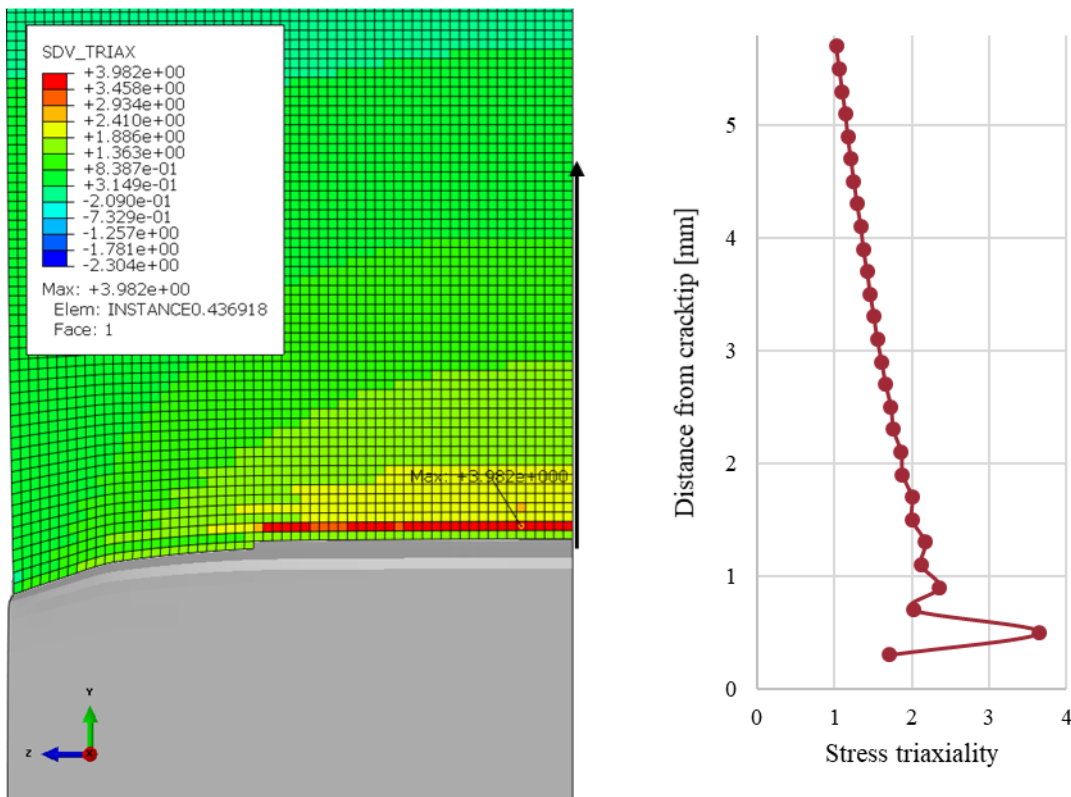 SDV_TRIAX
+3.982e+00
+3.458e+00
+2.934e+00
+2.410e+00
+1.886e+00
+1.363e+00
+8.387e-01
+3.149e-01
-2.090e-01
-7.329e-01
-1.257e+00
-1.781e+00
-2.304e+00
Max: +3.982e+00
Elem: INSTANCE0.436918
Face: 1
Max: +3.982e+000
Y
Z
X
Distance from cracktip [mm]
5
4
3
2
1
0
0 1 2 3 4
Stress triaxiality